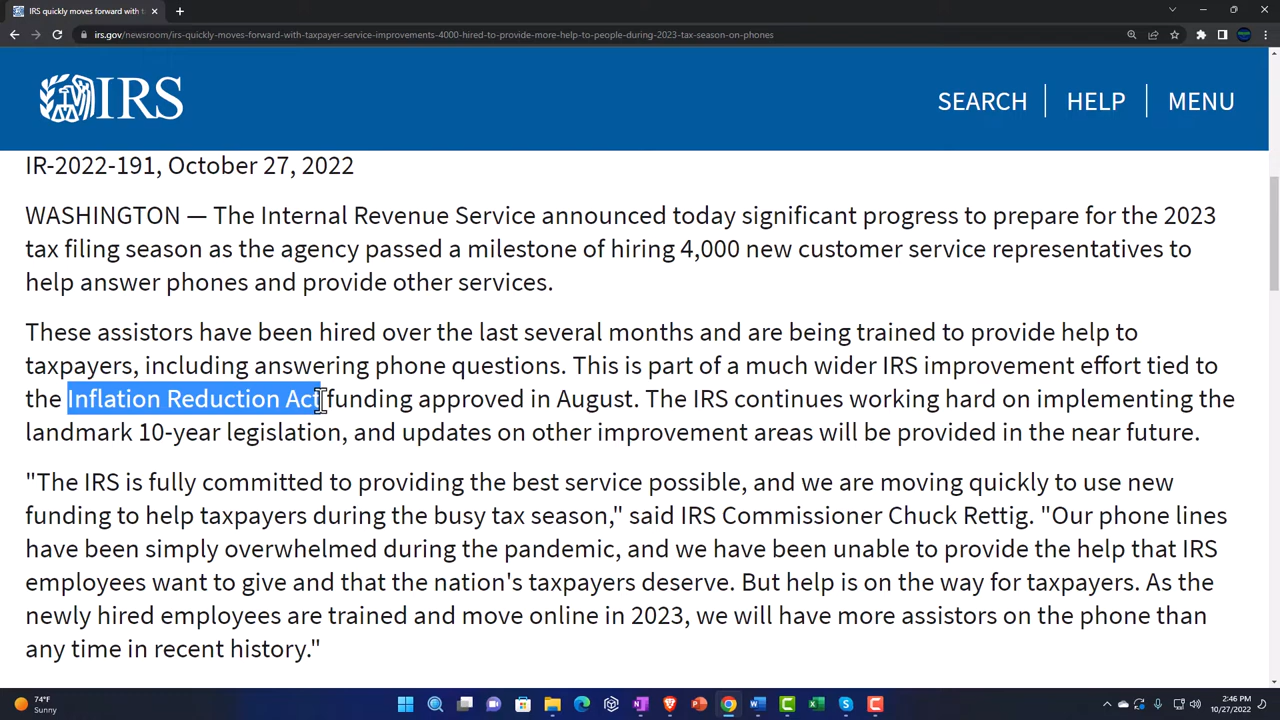 IRS quickly moves forward with t
irs.gov/newsroom/irs-quickly-moves-forward-with-taxpayer-service-improvements-4000-hired-to-provide-more-help-to-people-during-2023-tax-season-on-phones
IRS
SEARCH HELP MENU
IR-2022-191, October 27, 2022
WASHINGTON — The Internal Revenue Service announced today significant progress to prepare for the 2023
tax filing season as the agency passed a milestone of hiring 4,000 new customer service representatives to
help answer phones and provide other services.
These assistors have been hired over the last several months and are being trained to provide help to
taxpayers, including answering phone questions. This is part of a much wider IRS improvement effort tied to
the Inflation Reduction Act funding approved in August. The IRS continues working hard on implementing the
landmark 10-year legislation, and updates on other improvement areas will be provided in the near future.
"The IRS is fully committed to providing the best service possible, and we are moving quickly to use new
funding to help taxpayers during the busy tax season," said IRS Commissioner Chuck Rettig. "Our phone lines
have been simply overwhelmed during the pandemic, and we have been unable to provide the help that IRS
employees want to give and that the nation's taxpayers deserve. But help is on the way for taxpayers. As the
newly hired employees are trained and move online in 2023, we will have more assistors on the phone than
any time in recent history."
74°F
Sunny
2:46 PM
10/27/2022